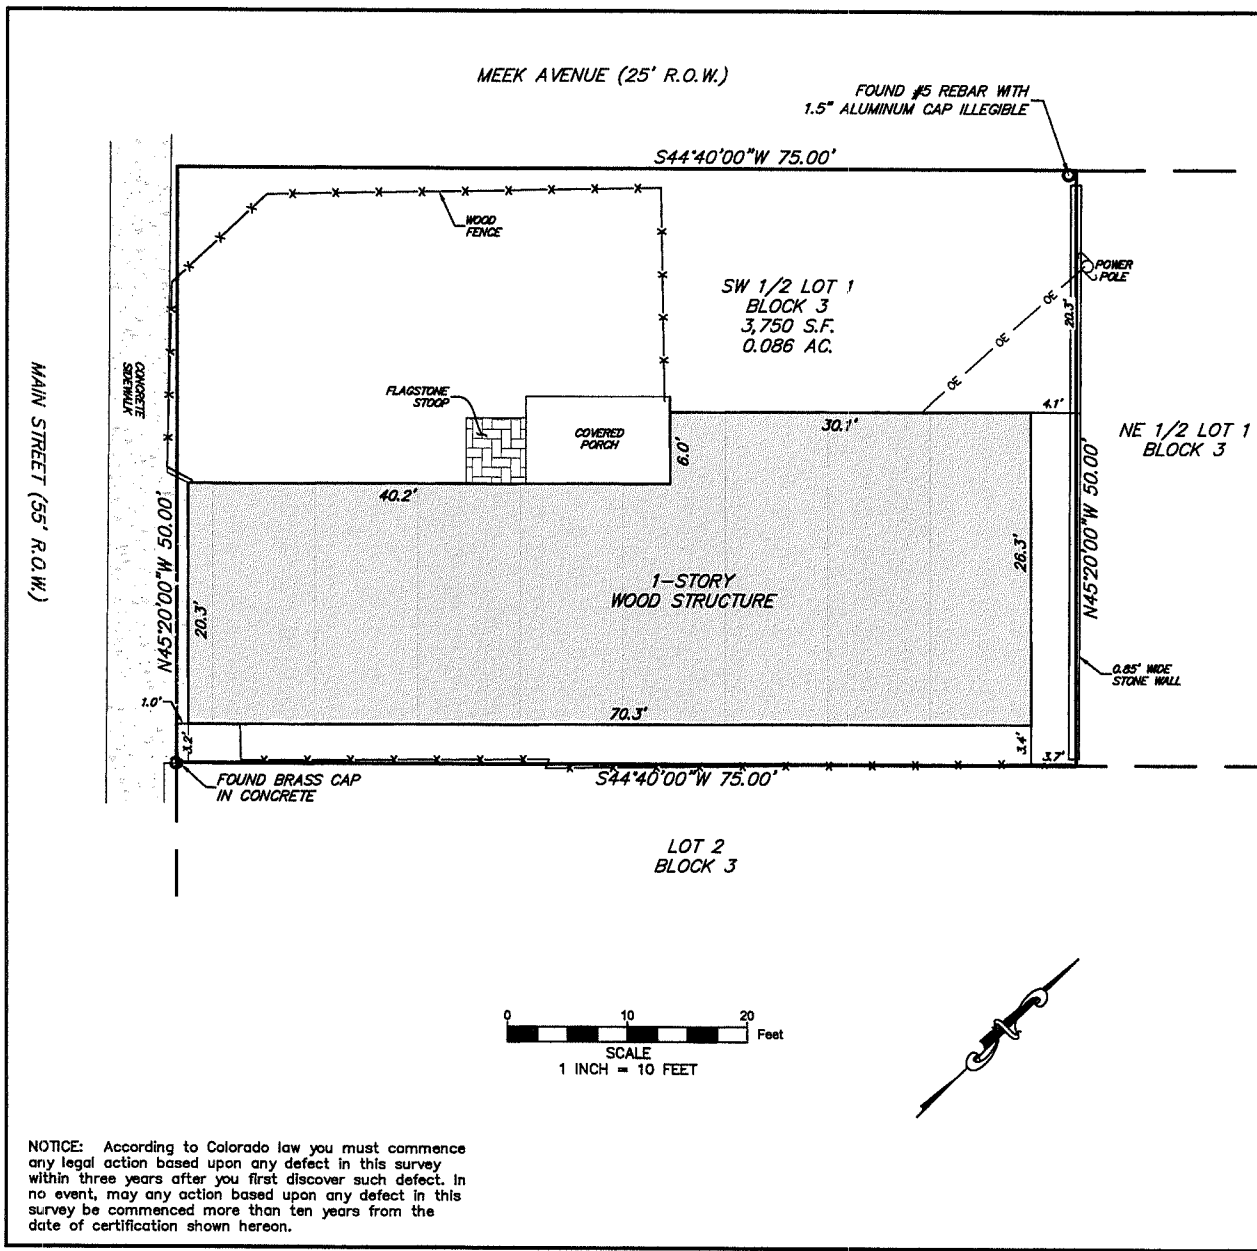 MEEK AVENUE (25' R.O.W.)
FOUND #5 REBAR WITH
1.5" ALUMINUM CAP ILLEGIBLE
S44°40'00"W 75.00'
WOOD
FENCE
POWER
POLE
SW 1/2 LOT 1
BLOCK 3
3,750 S.F.
0.086 AC.
20.3'
OE
OE
OE
MAIN STREET (55' R.O.W.)
CONCRETE
SIDEWALK
FLAGSTONE
STOOP
COVERED
PORCH
6.0'
30.1'
4.1'
NE 1/2 LOT 1
BLOCK 3
40.2'
N45°20'00"W 50.00'
N45°20'00"W 50.00'
26.3'
1-STORY
WOOD STRUCTURE
20.3'
0.85' WIDE
STONE WALL
1.0'
70.3'
3.2'
3.4'
3.7'
FOUND BRASS CAP
IN CONCRETE
S44°40'00"W 75.00'
LOT 2
BLOCK 3
0 10 20
Feet
SCALE
1 INCH = 10 FEET
NOTICE: According to Colorado law you must commence
any legal action based upon any defect in this survey
within three years after you first discover such defect. In
no event, may any action based upon any defect in this
survey be commenced more than ten years from the
date of certification shown hereon.